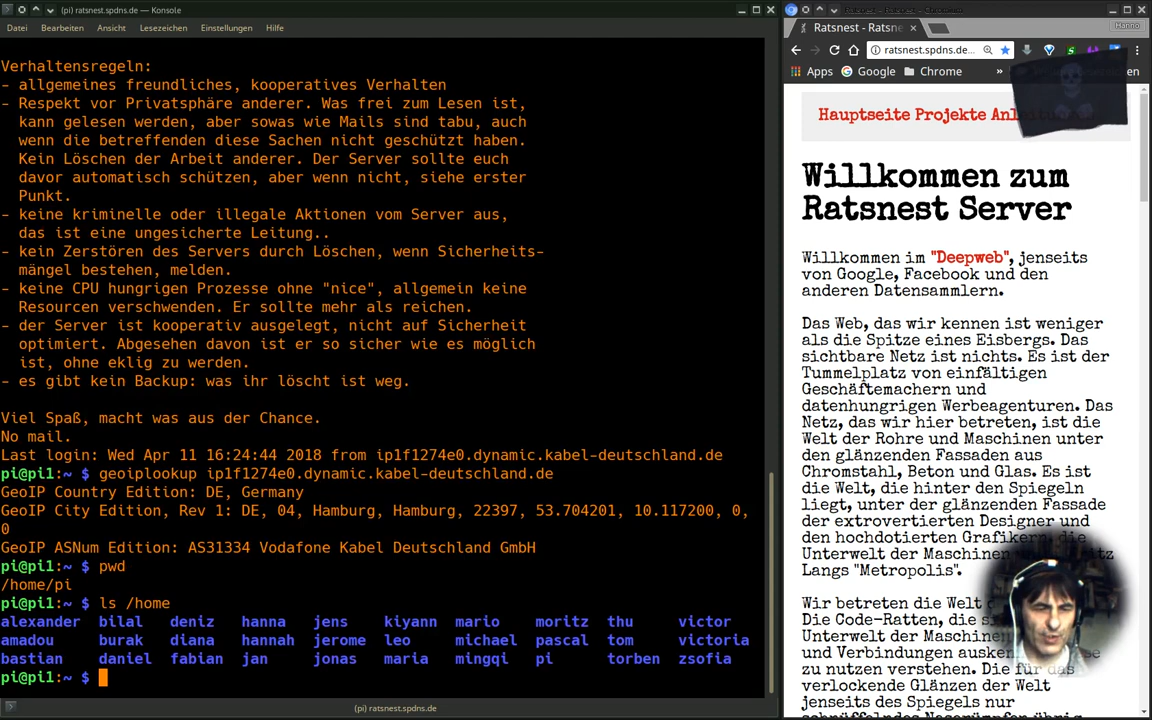 (pi) ratsnest.spdns.de — Konsole
Datei Bearbeiten Ansicht Lesezeichen Einstellungen Hilfe
Verhaltensregeln:
- allgemeines freundliches, kooperatives Verhalten
- Respekt vor Privatsphäre anderer. Was frei zum Lesen ist,
kann gelesen werden, aber sowas wie Mails sind tabu, auch
wenn die betreffenden diese Sachen nicht geschützt haben.
Kein Löschen der Arbeit anderer. Der Server sollte euch
davor automatisch schützen, aber wenn nicht, siehe erster
Punkt.
- keine kriminelle oder illegale Aktionen vom Server aus,
das ist eine ungesicherte Leitung..
- kein Zerstören des Servers durch Löschen, wenn Sicherheits-
mängel bestehen, melden.
- keine CPU hungrigen Prozesse ohne "nice", allgemein keine
Resourcen verschwenden. Er sollte mehr als reichen.
- der Server ist kooperativ ausgelegt, nicht auf Sicherheit
optimiert. Abgesehen davon ist er so sicher wie es möglich
ist, ohne eklig zu werden.
- es gibt kein Backup: was ihr löscht ist weg.
Viel Spaß, macht was aus der Chance.
No mail.
Last login: Wed Apr 11 16:24:44 2018 from ip1f1274e0.dynamic.kabel-deutschland.de
pi@pi1:~ $ geoiplookup ip1f1274e0.dynamic.kabel-deutschland.de
GeoIP Country Edition: DE, Germany
GeoIP City Edition, Rev 1: DE, 04, Hamburg, Hamburg, 22397, 53.704201, 10.117200, 0,
0
GeoIP ASNum Edition: AS31334 Vodafone Kabel Deutschland GmbH
pi@pi1:~ $ pwd
/home/pi
pi@pi1:~ $ ls /home
alexander bilal deniz hanna jens kiyann mario moritz thu victor
amadou burak diana hannah jerome leo michael pascal tom victoria
bastian daniel fabian jan jonas maria mingqi pi torben zsofia
pi@pi1:~ $
(pi) ratsnest.spdns.de
Ratsnest - Ratsne
Hanno
ratsnest.spdns.de...
Apps Google Chrome »
Hauptseite Projekte
Willkommen zum
Ratsnest Server
Willkommen im "Deepweb", jenseits
von Google, Facebook und den
anderen Datensammlern.
Das Web, das wir kennen ist weniger
als die Spitze eines Eisbergs. Das
sichtbare Netz ist nichts. Es ist der
Tummelplatz von einfältigen
Geschäftemachern und
datenhungrigen Werbeagenturen. Das
Netz, das wir hier betreten, ist die
Welt der Rohre und Maschinen unter
den glänzenden Fassaden aus
Chromstahl, Beton und Glas. Es ist
die Welt, die hinter den Spiegeln
liegt, unter der glänzenden Fassade
der extrovertierten Designer und
den hochdotierten Grafikern, die
Unterwelt der Maschinen
Langs "Metropolis".
Wir betreten die Welt
Die Code-Ratten, die
Unterwelt der Maschinen
und Verbindungen
zu nutzen verstehen. Die für das
verlockende Glänzen der Welt
jenseits des Spiegels nur